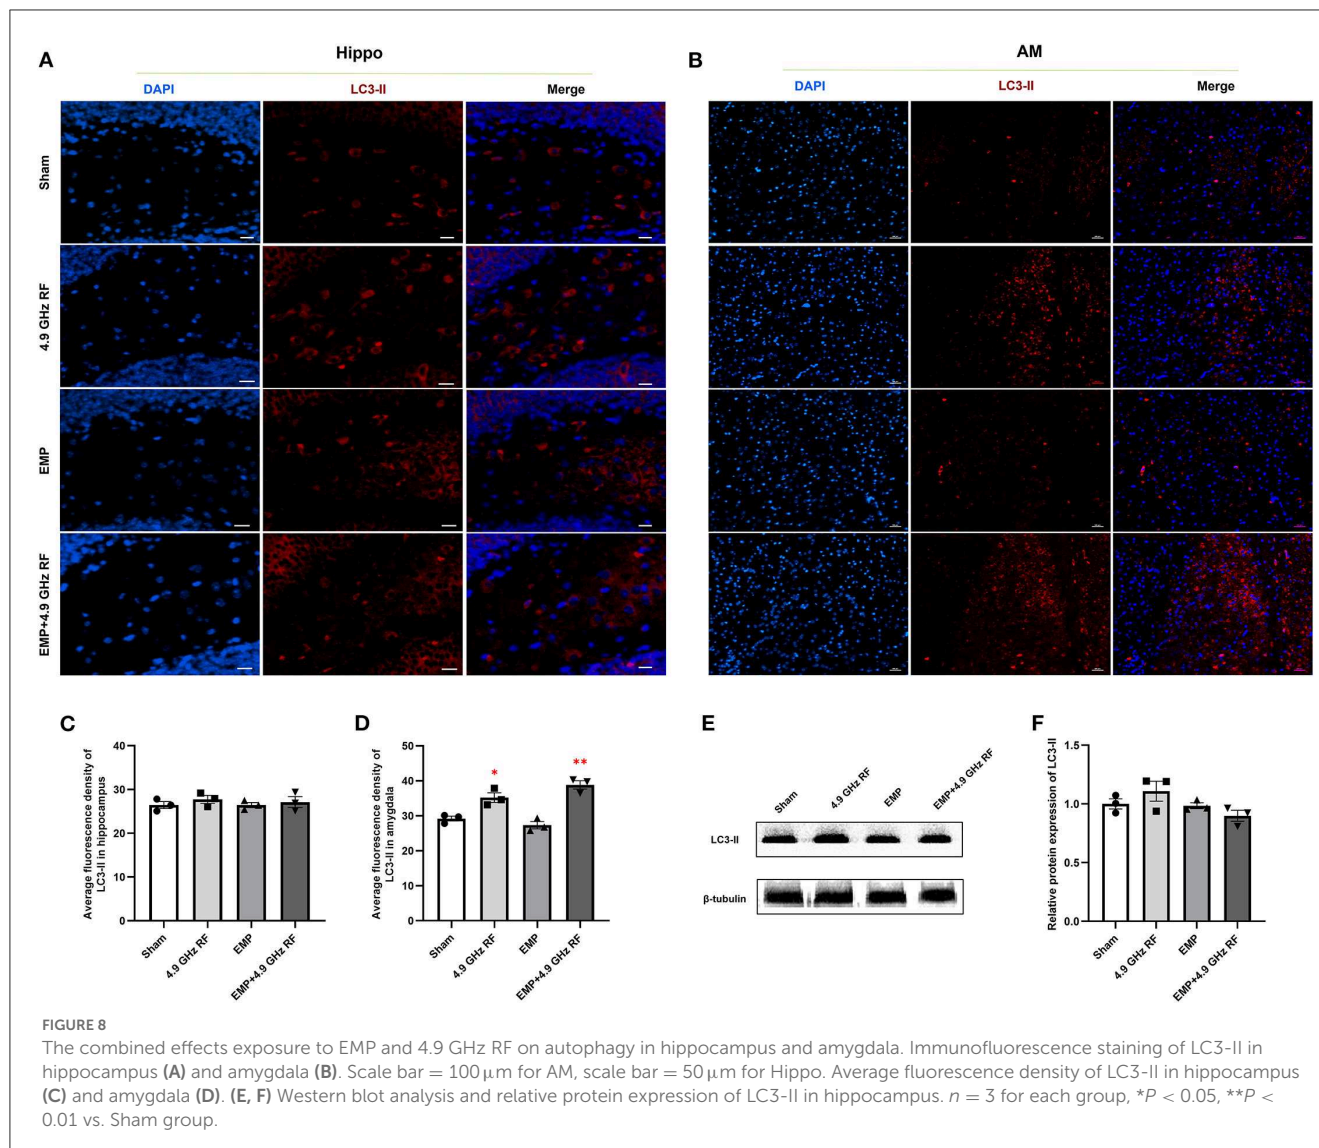 A
Hippo
DAPI
LC3-II
Merge
Sham
4.9 GHz RF
EMP
EMP+4.9 GHz RF
B
AM
DAPI
LC3-II
Merge
C
Average fluorescence density of
LC3-II in hippocampus
40
30
20
10
0
Sham
4.9 GHz RF
EMP
EMP+4.9 GHz RF
D
Average fluorescence density of
LC3-II in amygdala
50
40
30
20
10
0
*
**
Sham
4.9 GHz RF
EMP
EMP+4.9 GHz RF
E
Sham
4.9 GHz RF
EMP
EMP+4.9 GHz RF
LC3-II
β-tubulin
F
Relative protein expression of LC3-II
1.5
1.0
0.5
0.0
Sham
4.9 GHz RF
EMP
EMP+4.9 GHz RF
FIGURE 8
The combined effects exposure to EMP and 4.9 GHz RF on autophagy in hippocampus and amygdala. Immunofluorescence staining of LC3-II in
hippocampus (A) and amygdala (B). Scale bar = 100 μm for AM, scale bar = 50 μm for Hippo. Average fluorescence density of LC3-II in hippocampus
(C) and amygdala (D). (E, F) Western blot analysis and relative protein expression of LC3-II in hippocampus. n = 3 for each group, *P < 0.05, **P <
0.01 vs. Sham group.